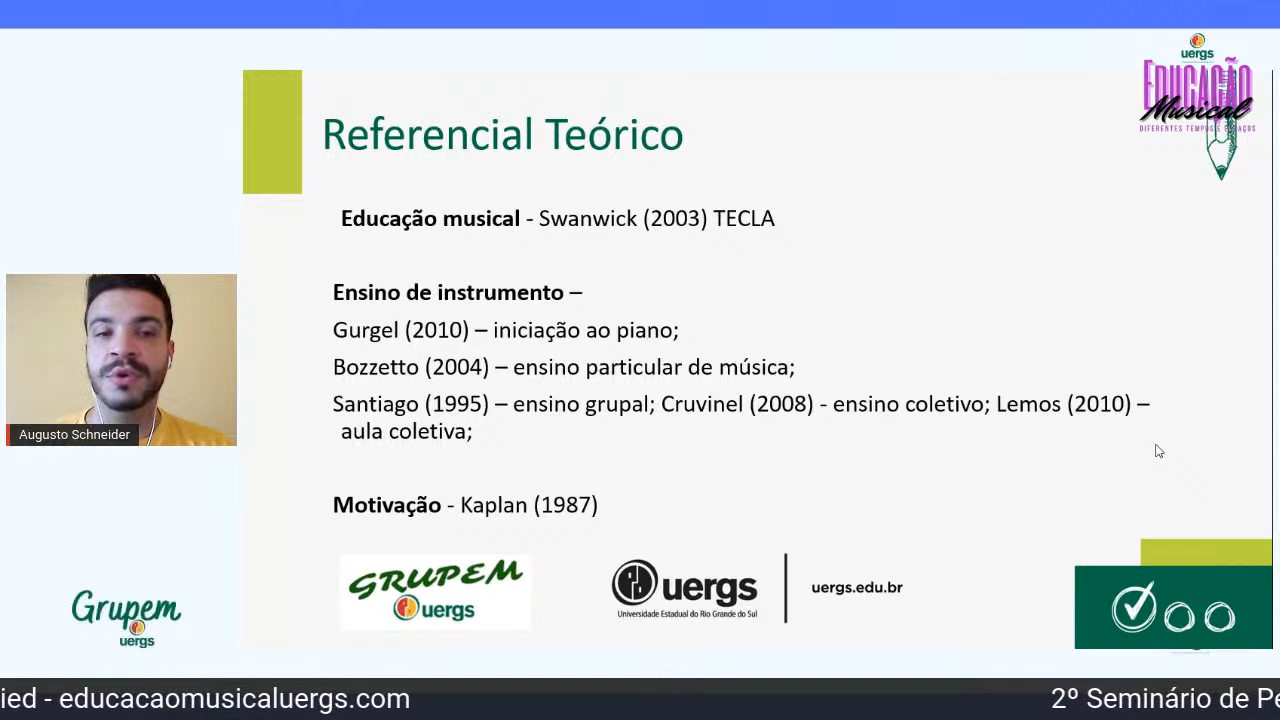 uergs
EDUCAÇÃO
Musical
DIFERENTES TEMPOS E ESPAÇOS
Referencial Teórico
Educação musical - Swanwick (2003) TECLA
Ensino de instrumento –
Gurgel (2010) – iniciação ao piano;
Bozzetto (2004) – ensino particular de música;
Santiago (1995) – ensino grupal; Cruvinel (2008) - ensino coletivo; Lemos (2010) –
aula coletiva;
Motivação - Kaplan (1987)
Augusto Schneider
GRUPEM
uergs
uergs
Universidade Estadual do Rio Grande do Sul
uergs.edu.br
Grupem
uergs
ied - educacaomusicaluergs.com
2º Seminário de Pe